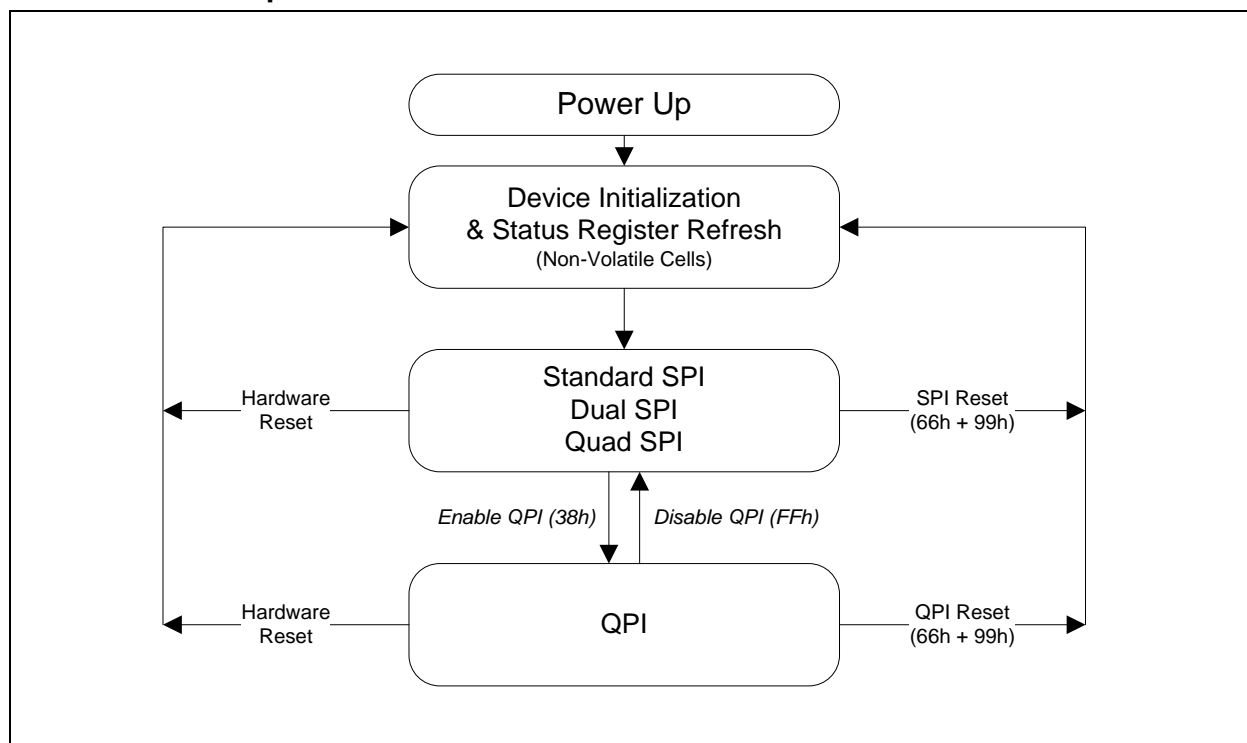 Power Up
Device Initialization
& Status Register Refresh
(Non-Volatile Cells)
Standard SPI
Dual SPI
Quad SPI
Hardware
Reset
SPI Reset
(66h + 99h)
Enable QPI (38h)
Disable QPI (FFh)
QPI
Hardware
Reset
QPI Reset
(66h + 99h)